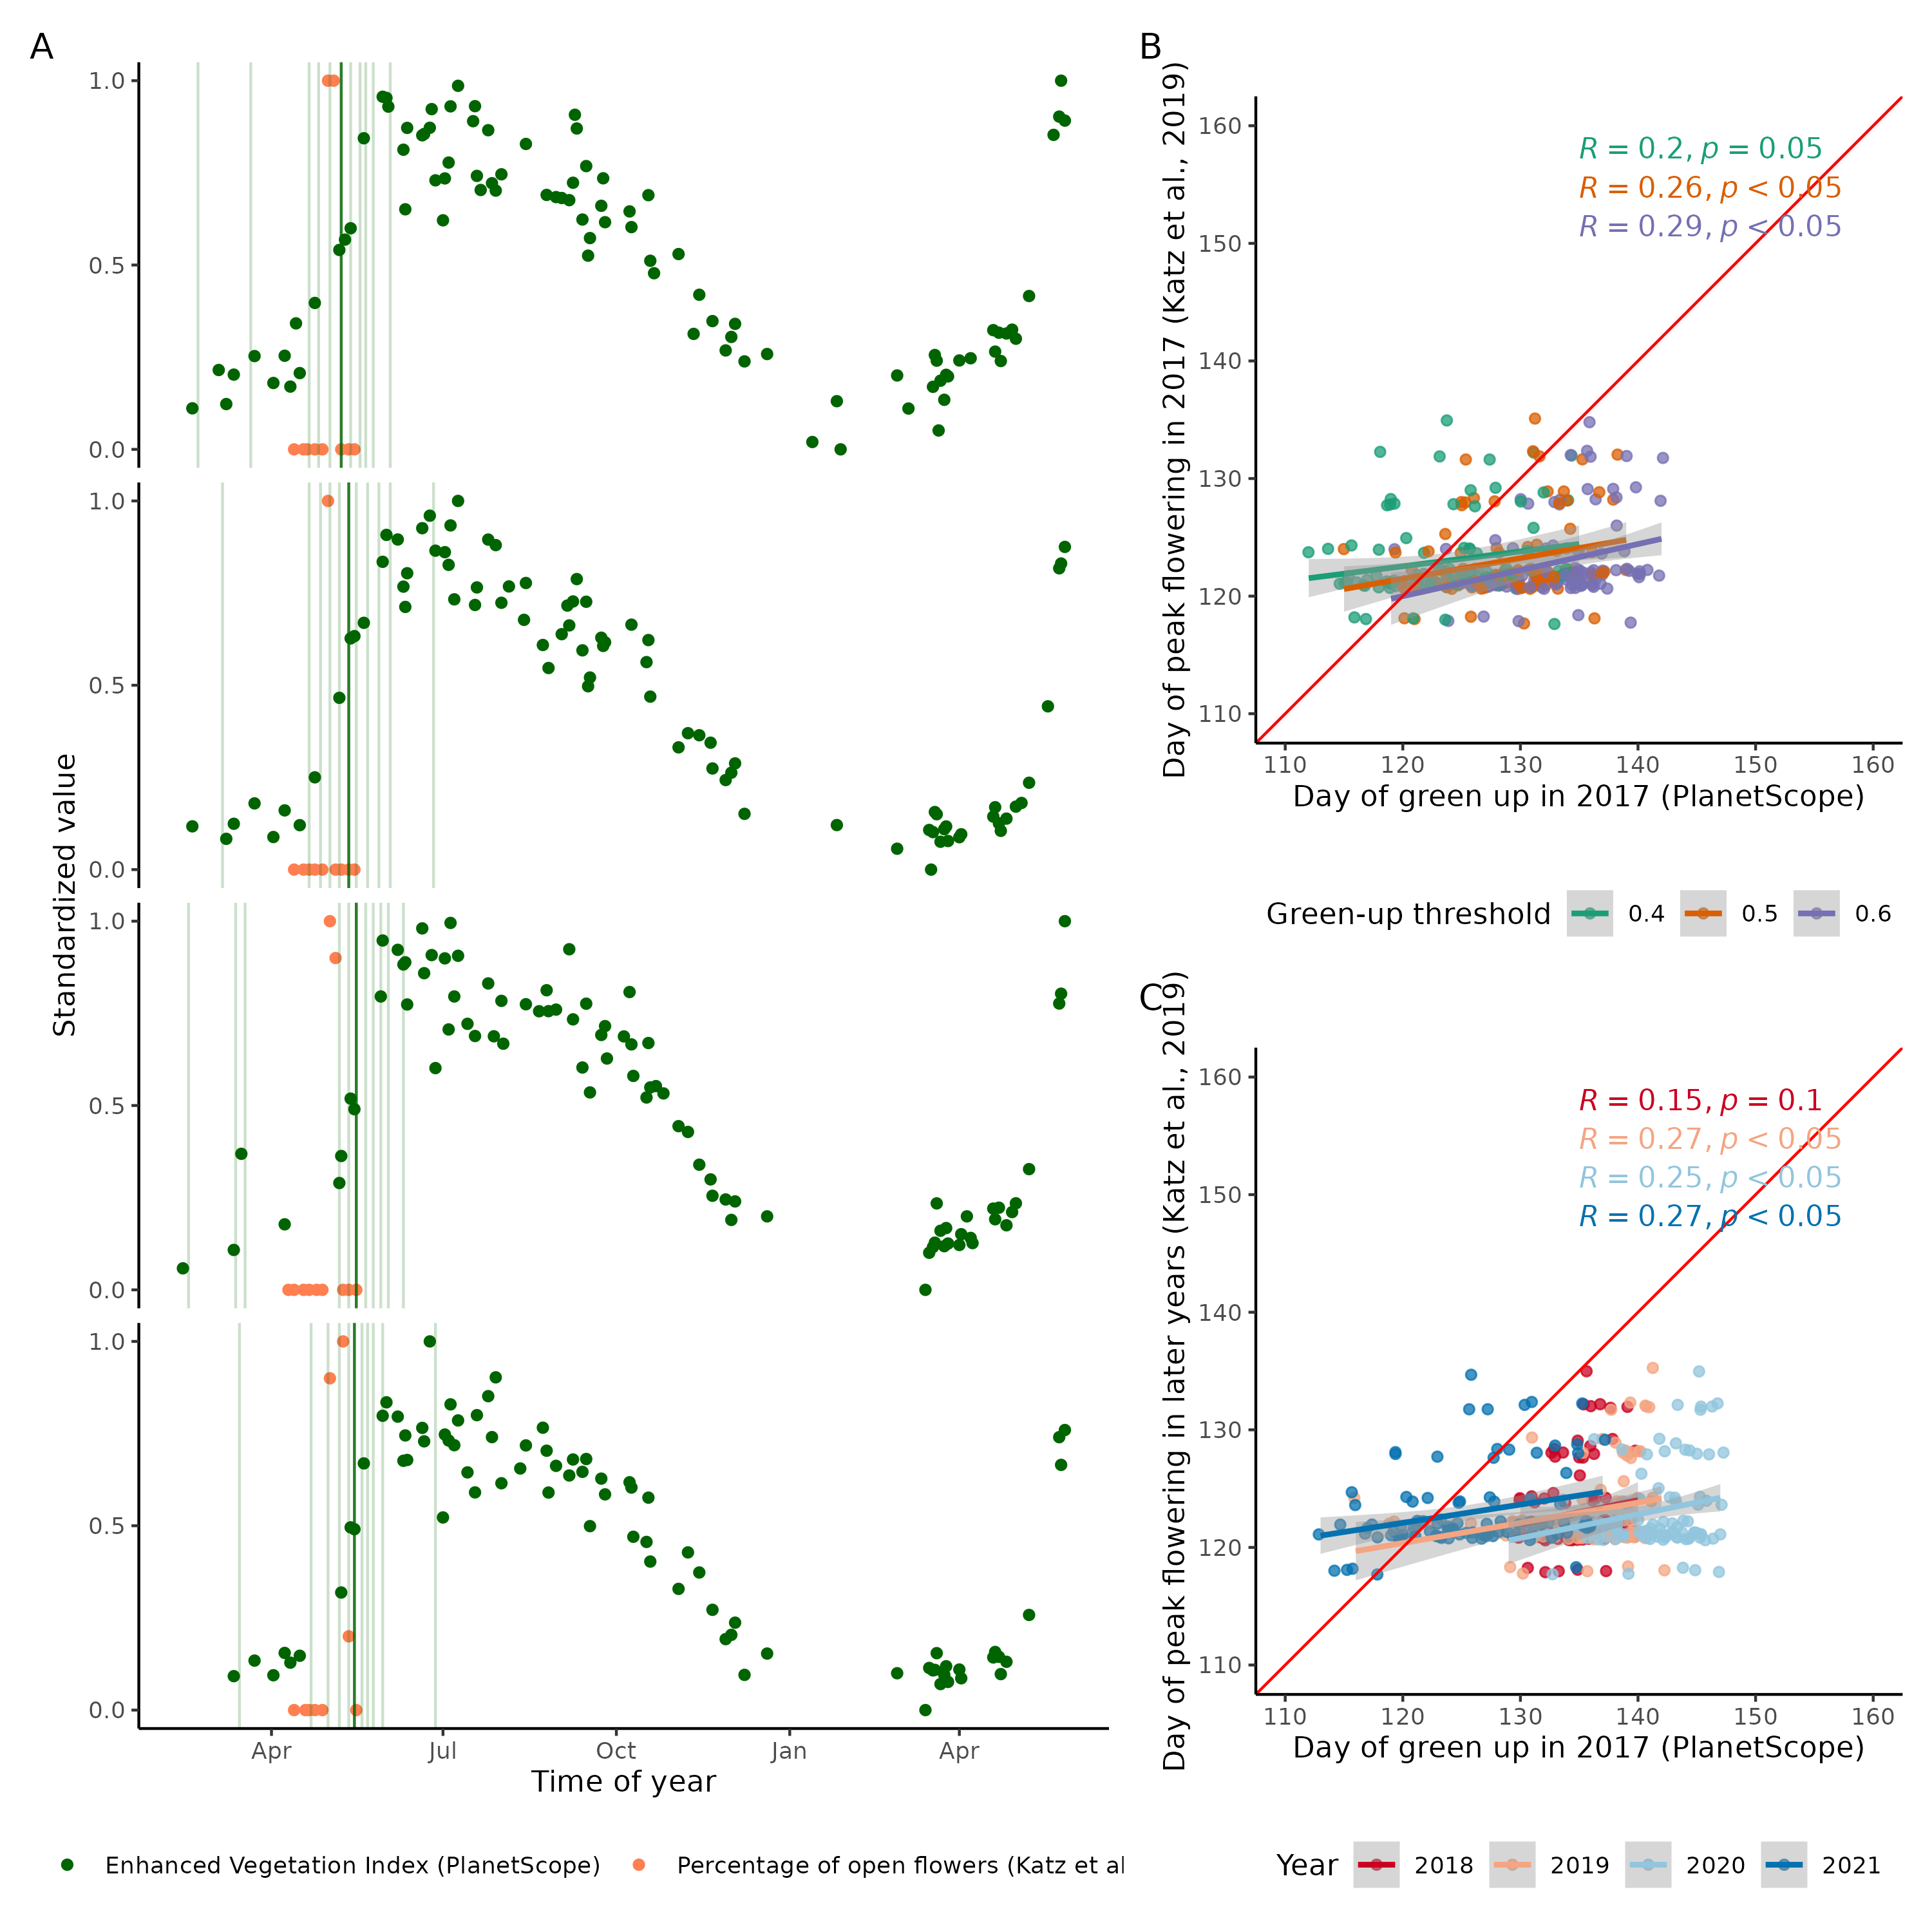 A
1.0
0.5
0.0
1.0
0.5
0.0
1.0
0.5
0.0
1.0
0.5
0.0
Standardized value
Apr
Jul
Oct
Jan
Apr
Time of year
Enhanced Vegetation Index (PlanetScope)
Percentage of open flowers (Katz et al
B
Day of peak flowering in 2017 (Katz et al., 2019)
160
150
140
130
120
110
R = 0.2, p = 0.05
R = 0.26, p < 0.05
R = 0.29, p < 0.05
110
120
130
140
150
160
Day of green up in 2017 (PlanetScope)
Green-up threshold
0.4
0.5
0.6
C
Day of peak flowering in later years (Katz et al., 2019)
160
150
140
130
120
110
R = 0.15, p = 0.1
R = 0.27, p < 0.05
R = 0.25, p < 0.05
R = 0.27, p < 0.05
110
120
130
140
150
160
Day of green up in 2017 (PlanetScope)
Year
2018
2019
2020
2021